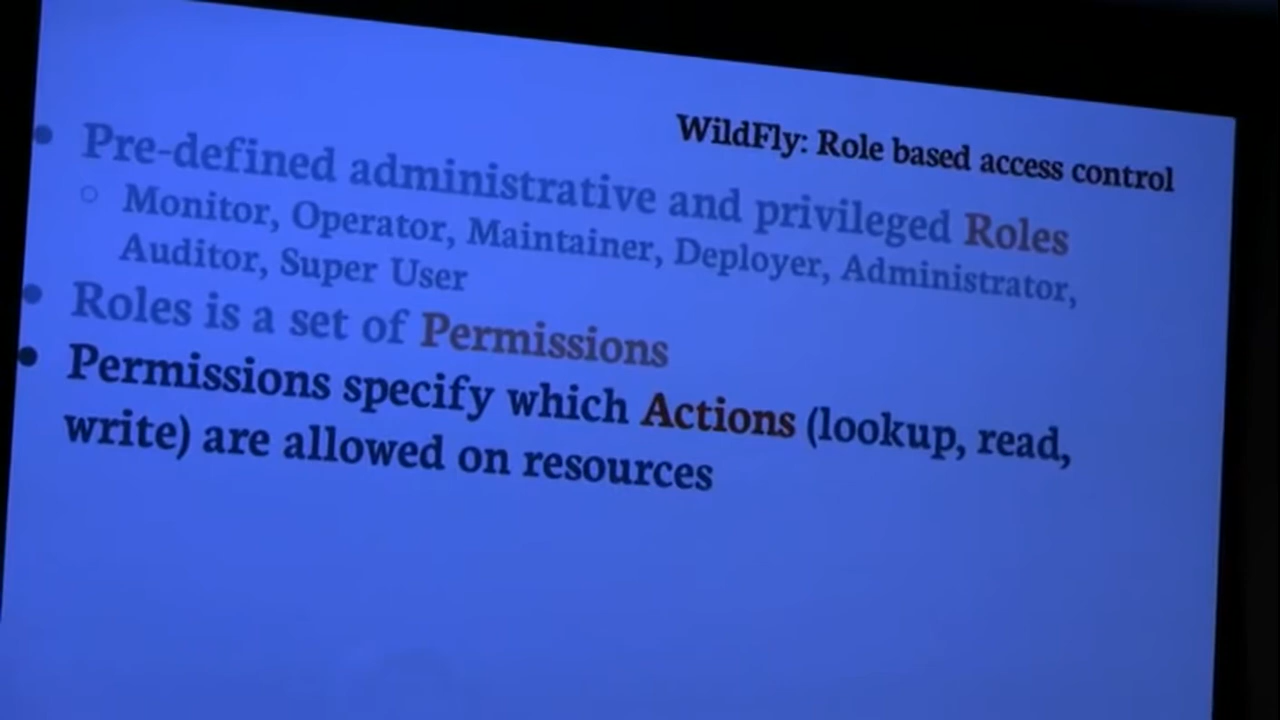 WildFly: Role based access control
• Pre-defined administrative and privileged Roles
○ Monitor, Operator, Maintainer, Deployer, Administrator,
Auditor, Super User
• Roles is a set of Permissions
• Permissions specify which Actions (lookup, read,
write) are allowed on resources